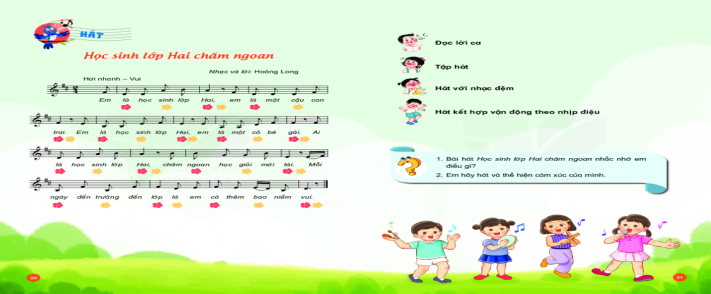 HÁT
Học sinh lớp Hai chăm ngoan
Nhạc và lời: Hoàng Long
Hơi nhanh – Vui
Em là học sinh lớp Hai, em là một cậu con
trai. Em là học sinh lớp Hai, em là một cô bé gái. Ai
là học sinh lớp Hai, chăm ngoan học giỏi mới tài. Mỗi
ngày đến trường đến lớp là em có thêm bao niềm vui.
20
Đọc lời ca
Tập hát
Hát với nhạc đệm
Hát kết hợp vận động theo nhịp điệu
1. Bài hát Học sinh lớp Hai chăm ngoan nhắc nhở em
điều gì?
2. Em hãy hát và thể hiện cảm xúc của mình.
21